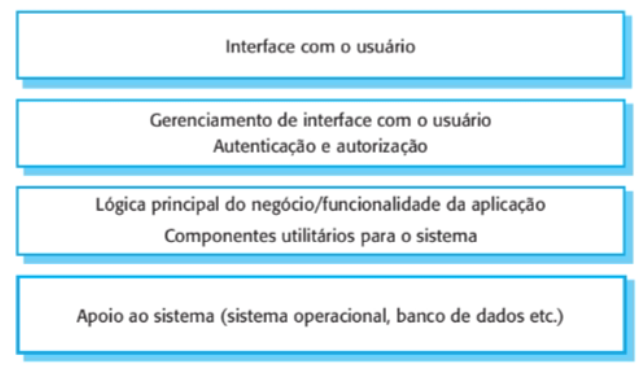 Interface com o usuário
Gerenciamento de interface com o usuário
Autenticação e autorização
Lógica principal do negócio/funcionalidade da aplicação
Componentes utilitários para o sistema
Apoio ao sistema (sistema operacional, banco de dados etc.)